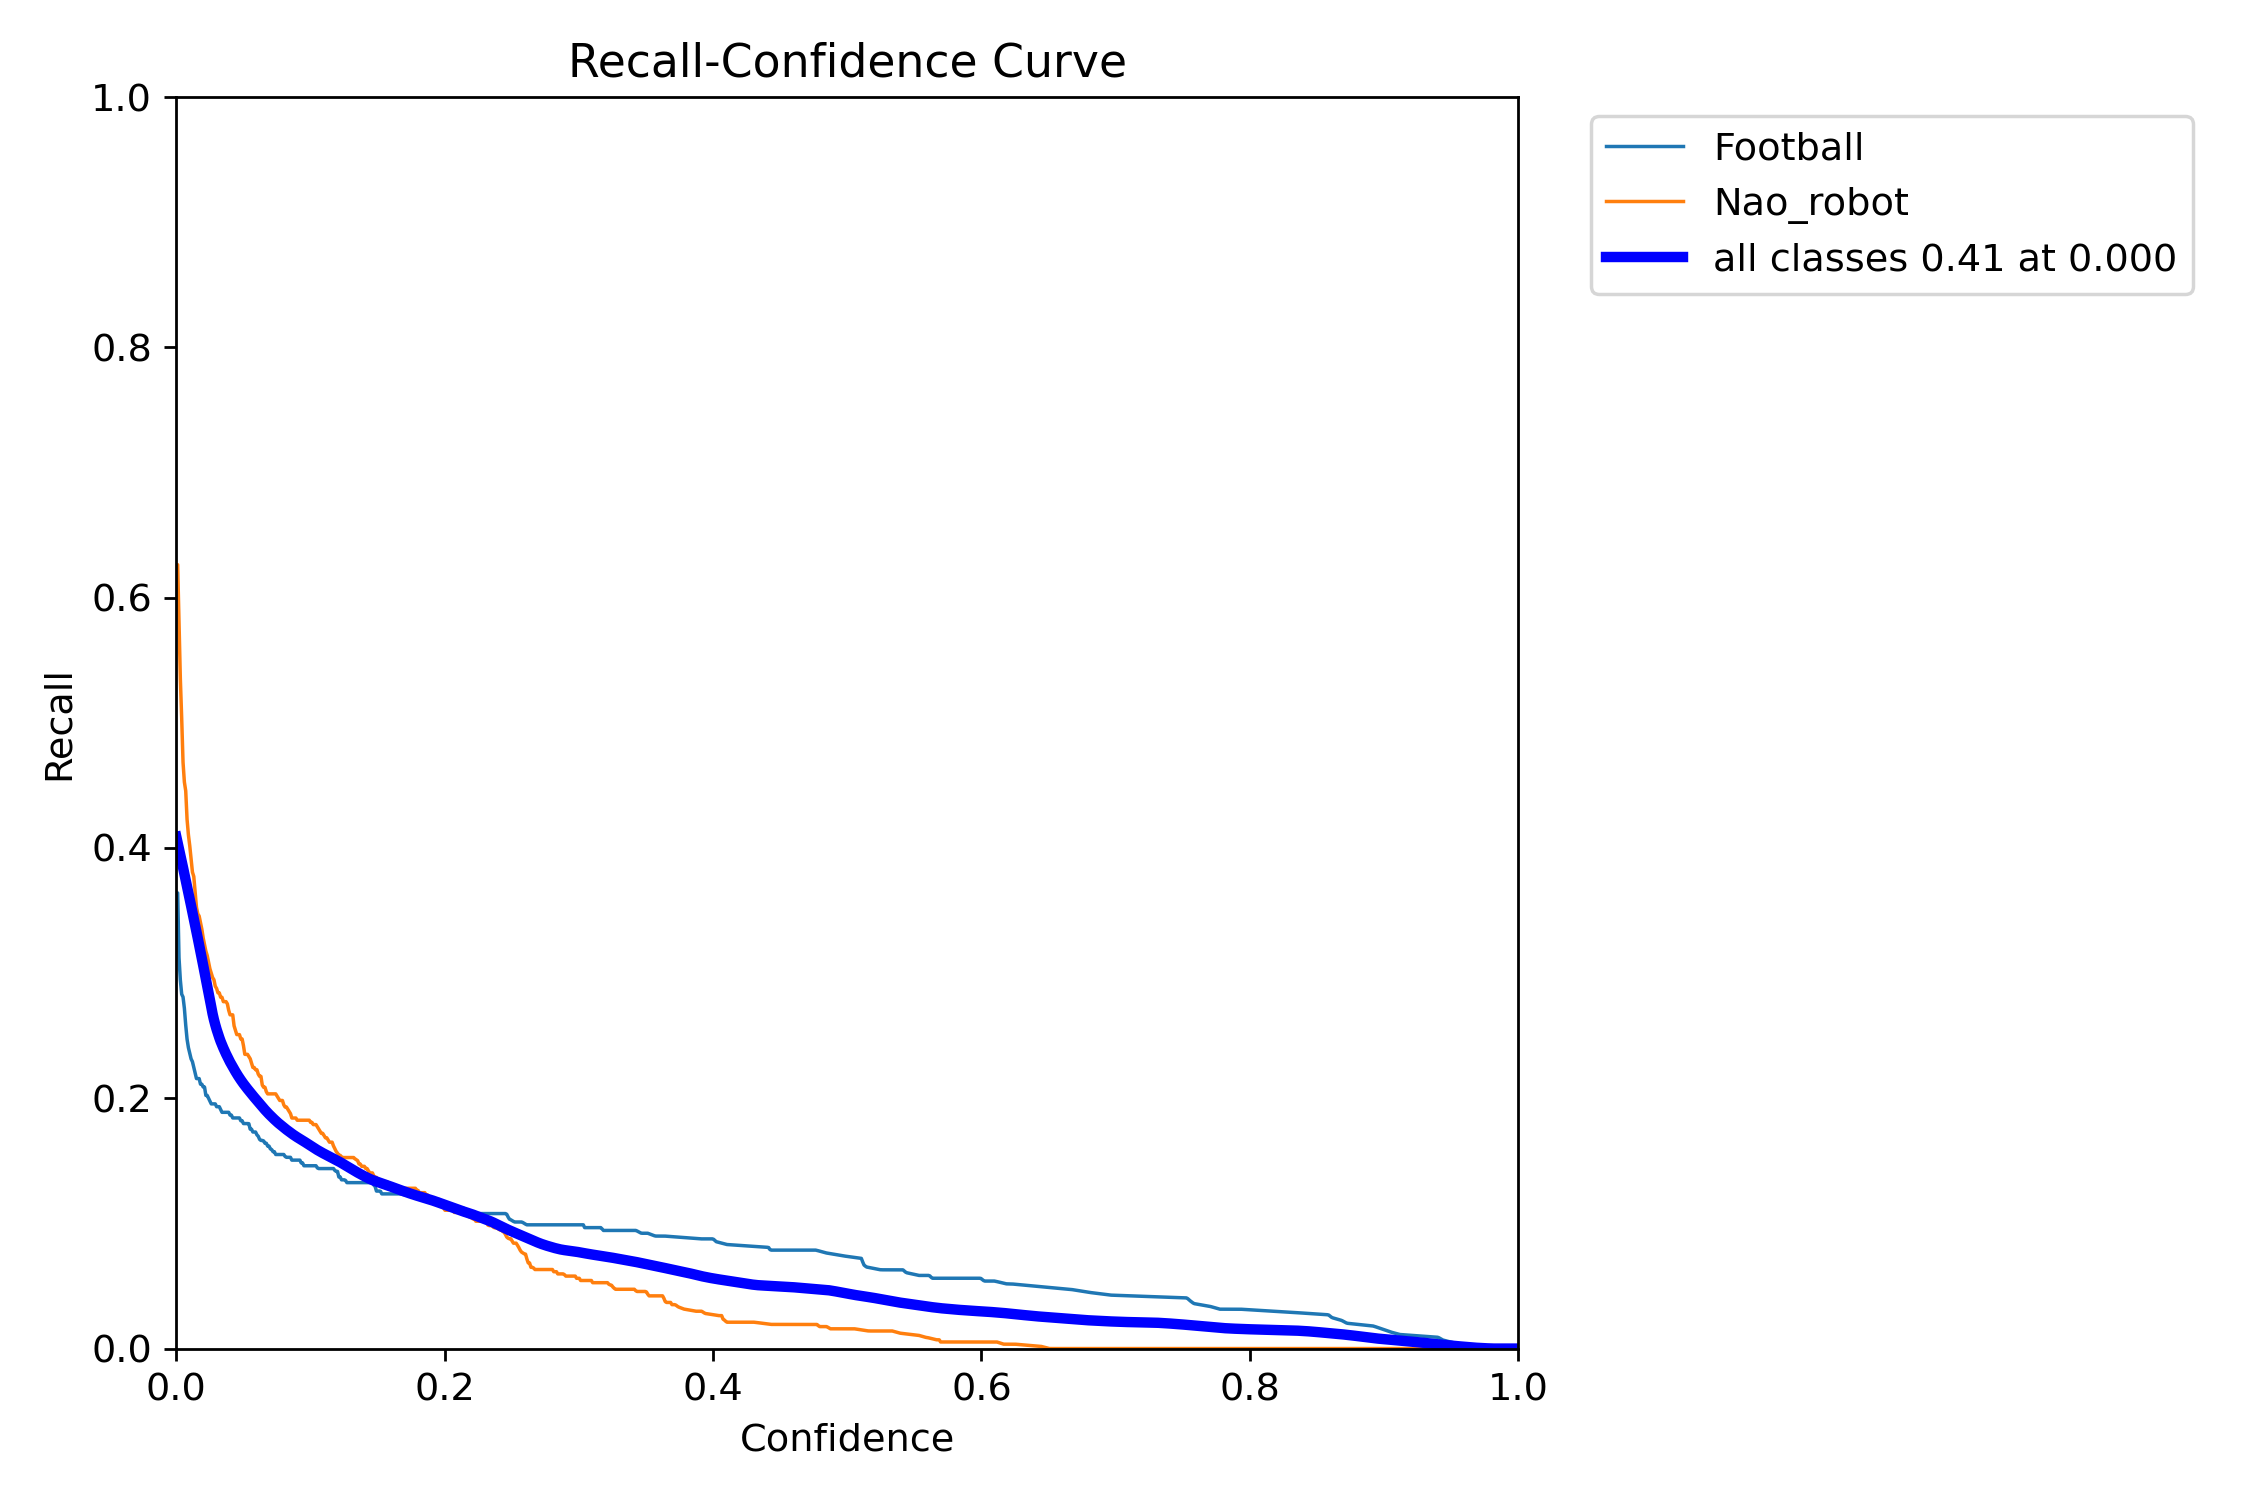 Recall-Confidence Curve
1.0
0.8
0.6
0.4
0.2
0.0
Recall
0.0 0.2 0.4 0.6 0.8 1.0
Confidence
Football
Nao_robot
all classes 0.41 at 0.000